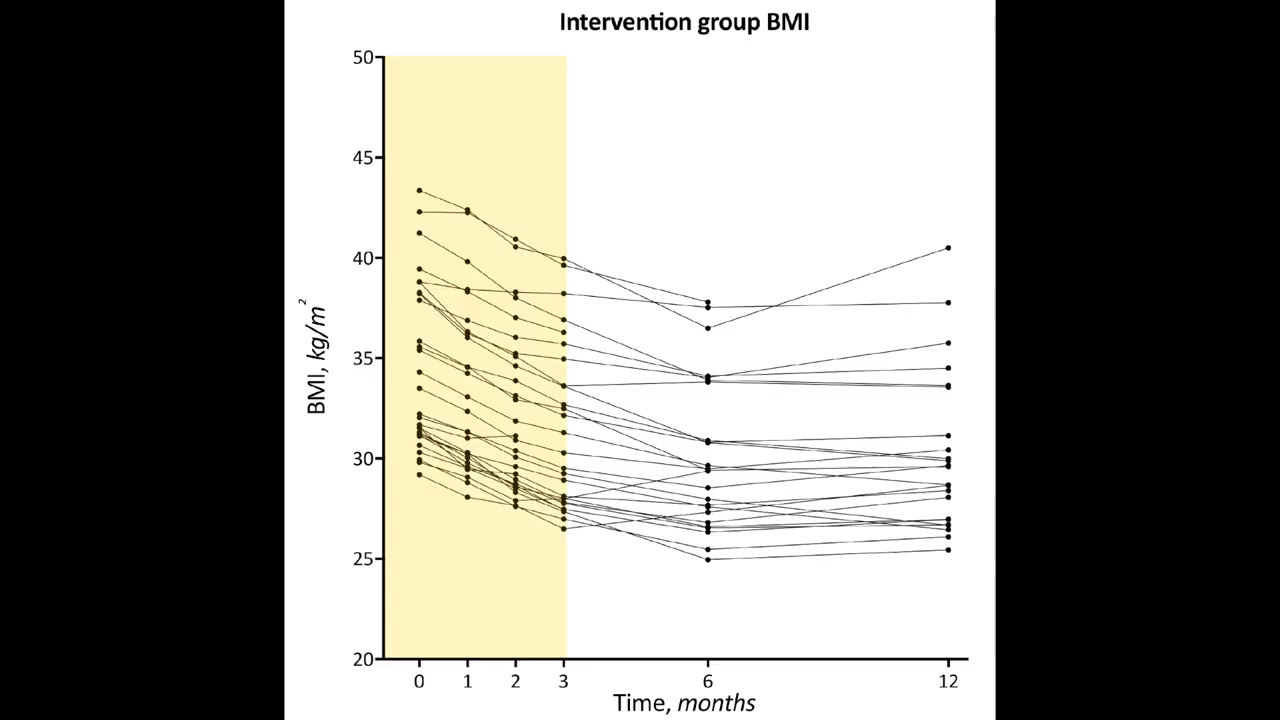 Intervention group BMI
50
45
40
35
30
25
20
BMI, kg/m²
0 1 2 3 6 12
Time, months